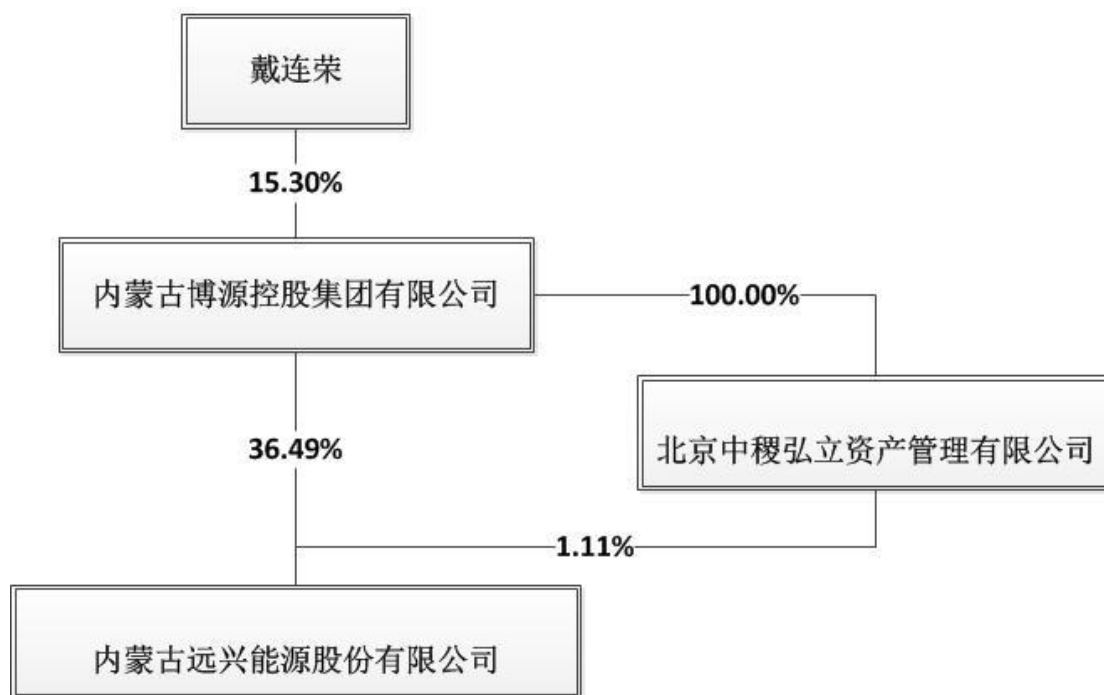 戴连荣
15.30%
内蒙古博源控股集团有限公司
100.00%
36.49%
北京中稷弘立资产管理有限公司
1.11%
内蒙古远兴能源股份有限公司